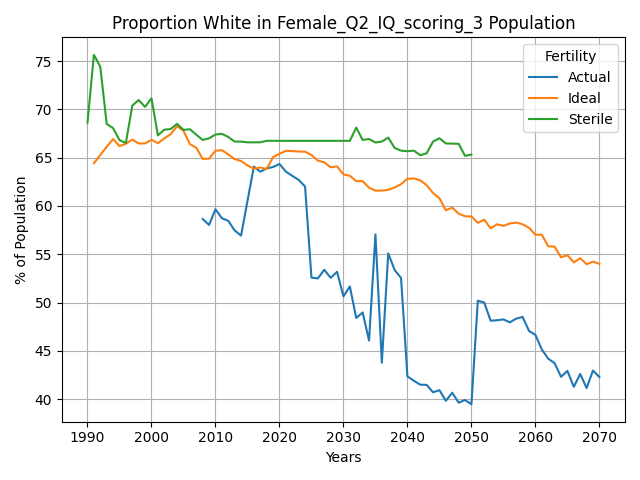 Proportion White in Female_Q2_IQ_scoring_3 Population
% of Population
75
70
65
60
55
50
45
40
Fertility
Actual
Ideal
Sterile
1990 2000 2010 2020 2030 2040 2050 2060 2070
Years